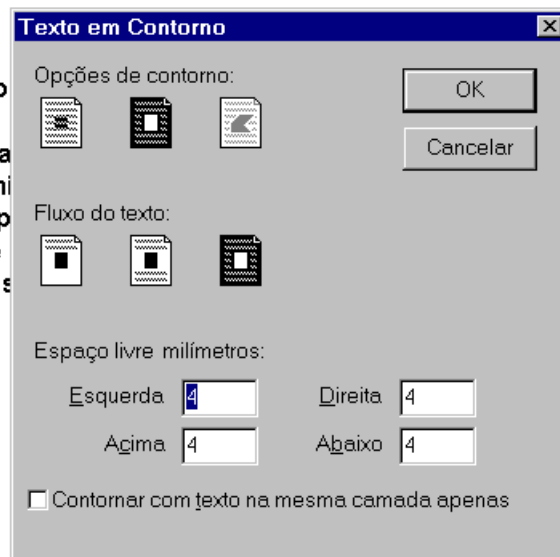 Texto em Contorno
Opções de contorno:
OK
Cancelar
Fluxo do texto:
Espaço livre milímetros:
Esquerda 4 Direita 4
Acima 4 Abaixo 4
Contornar com texto na mesma camada apenas